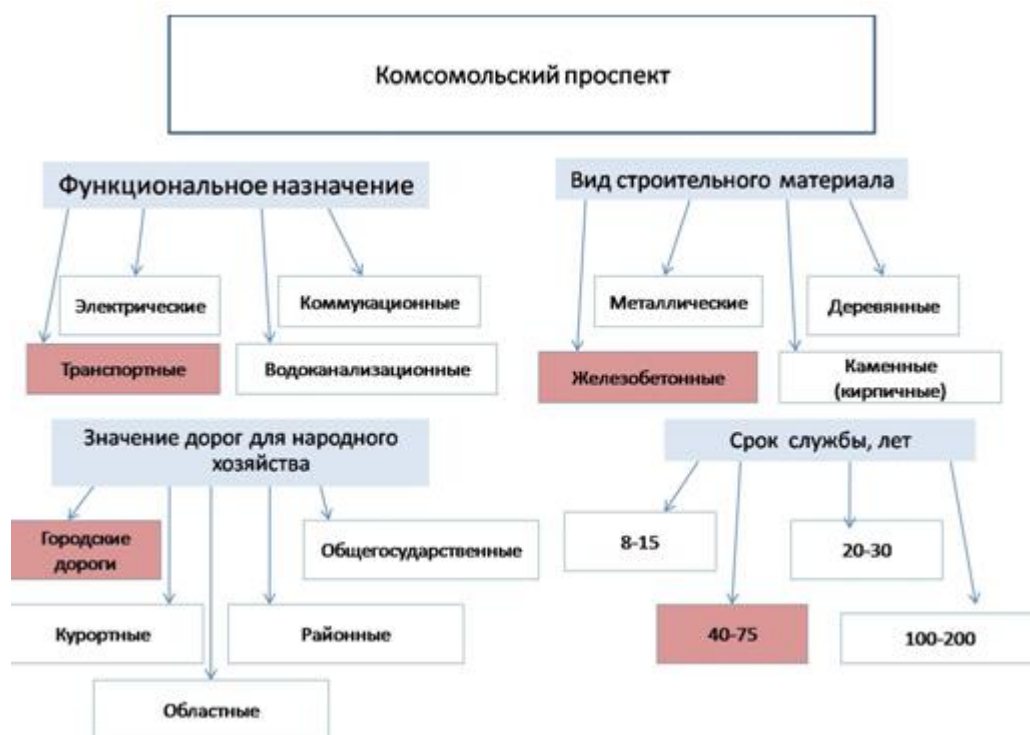 Комсомольский проспект
Функциональное назначение
Вид строительного материала
Электрические
Коммукационные
Металлические
Деревянные
Транспортные
Водоканализационные
Железобетонные
Каменные
(кирпичные)
Значение дорог для народного
хозяйства
Срок службы, лет
Городские
дороги
Общегосударственные
8-15
20-30
Курортные
Районные
40-75
100-200
Областные